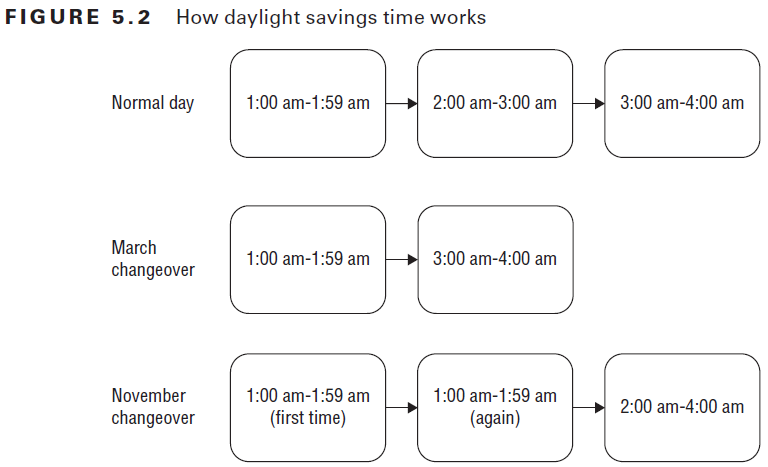 FIGURE 5.2 How daylight savings time works
Normal day
1:00 am-1:59 am
2:00 am-3:00 am
3:00 am-4:00 am
March
changeover
1:00 am-1:59 am
3:00 am-4:00 am
November
changeover
1:00 am-1:59 am
(first time)
1:00 am-1:59 am
(again)
2:00 am-4:00 am